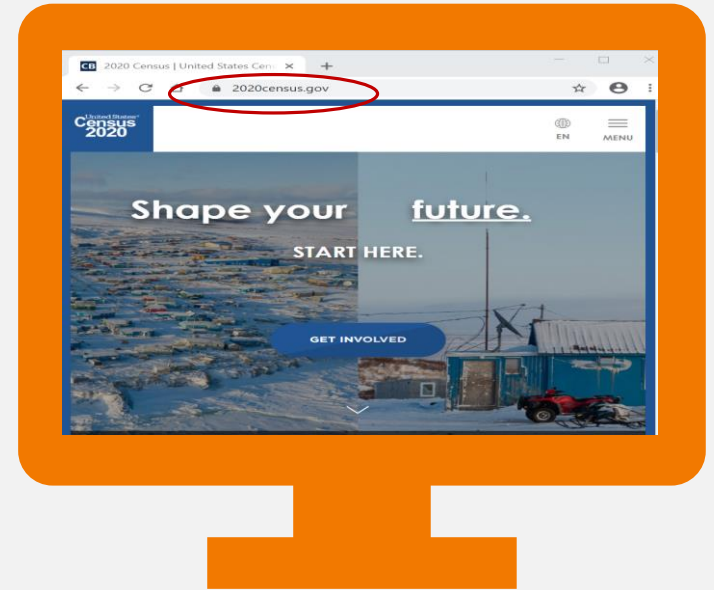 CB 2020 Census | United States Cen
2020census.gov
United States®
Census
2020
EN
MENU
Shape your future.
START HERE.
GET INVOLVED